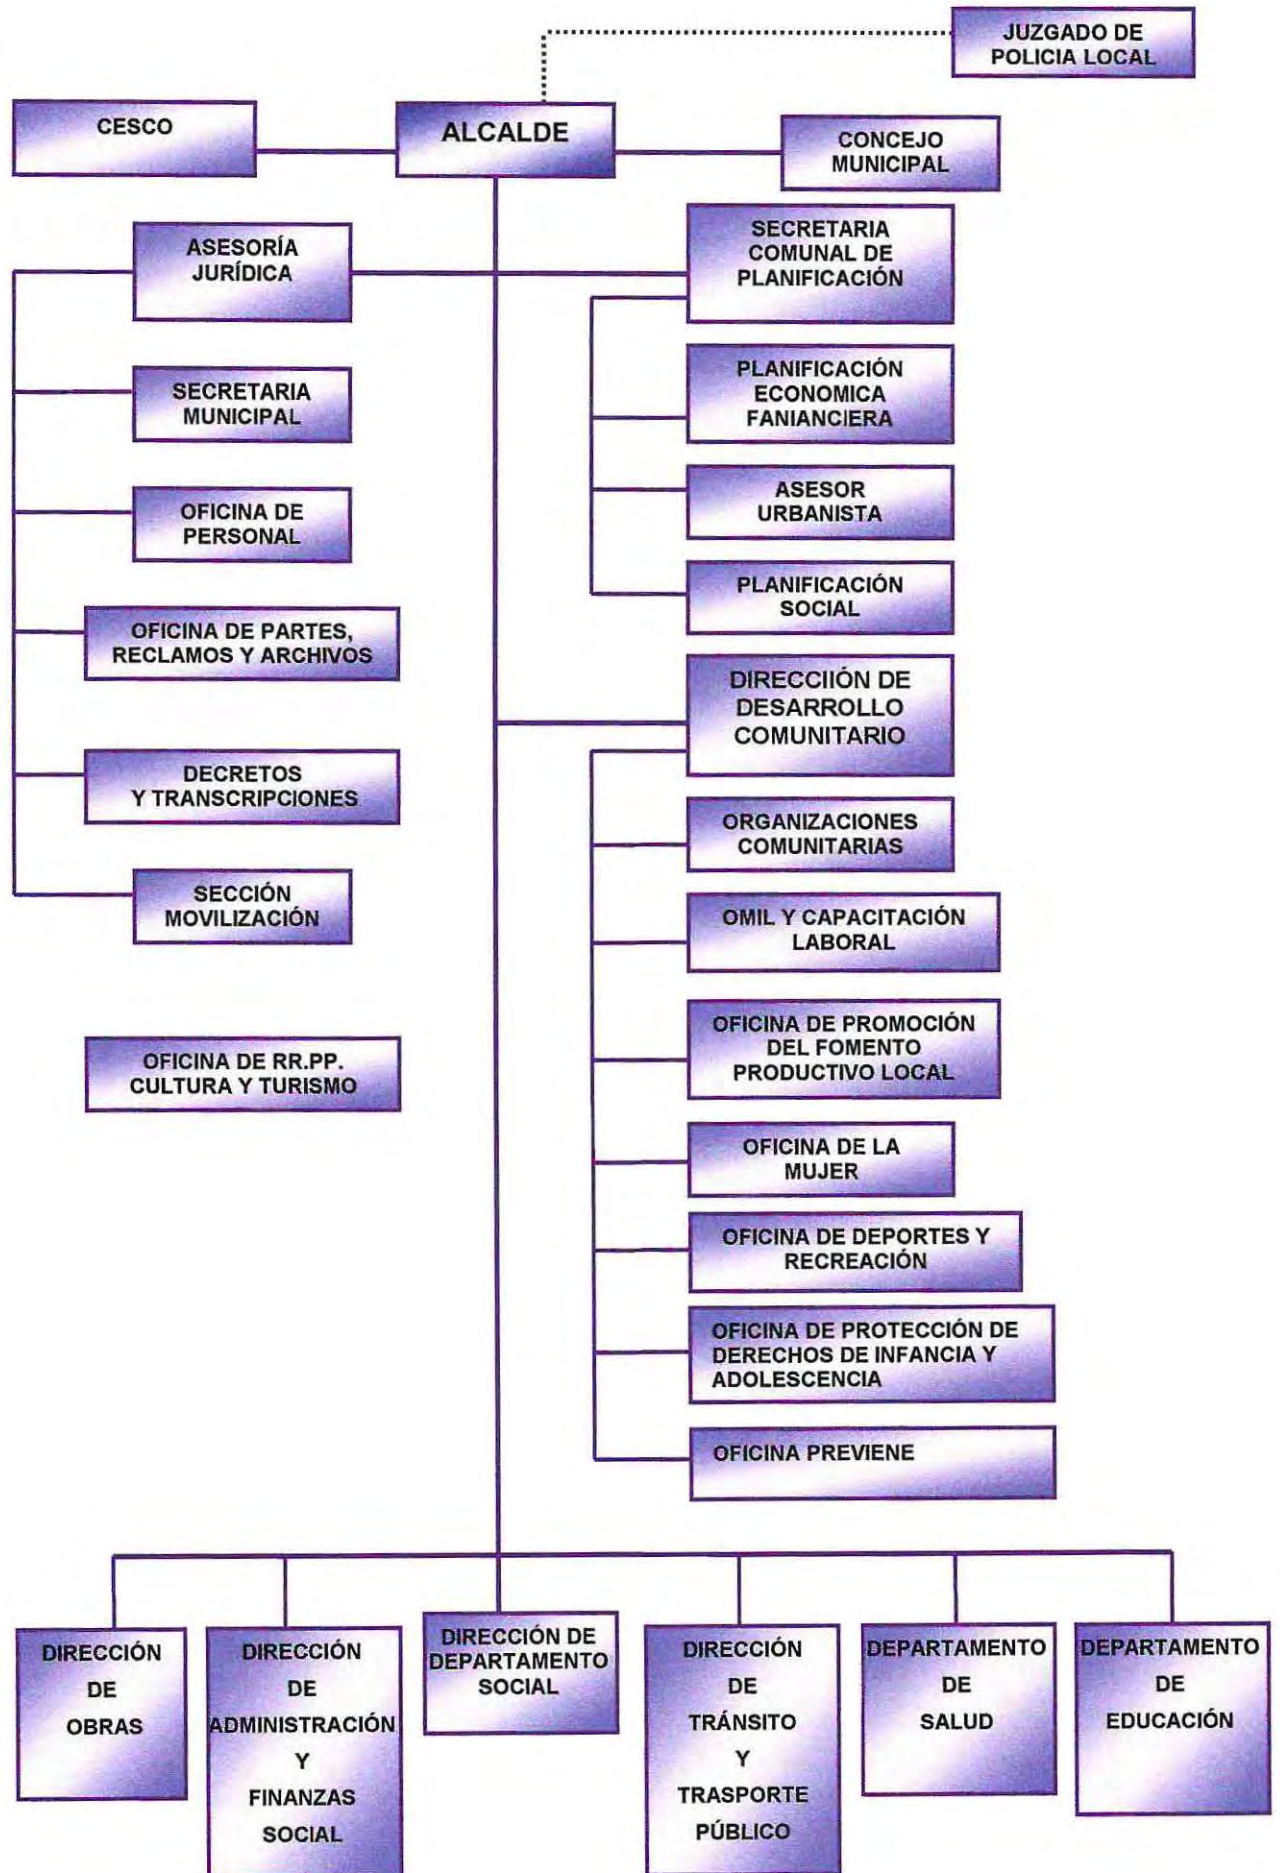 JUZGADO DE
POLICIA LOCAL
CESCO
ALCALDE
CONCEJO
MUNICIPAL
ASESORÍA
JURÍDICA
SECRETARIA
COMUNAL DE
PLANIFICACIÓN
SECRETARIA
MUNICIPAL
PLANIFICACIÓN
ECONOMICA
FANIANCIERA
OFICINA DE
PERSONAL
ASESOR
URBANISTA
PLANIFICACIÓN
SOCIAL
OFICINA DE PARTES,
RECLAMOS Y ARCHIVOS
DIRECCIIÓN DE
DESARROLLO
COMUNITARIO
DECRETOS
Y TRANSCRIPCIONES
ORGANIZACIONES
COMUNITARIAS
SECCIÓN
MOVILIZACIÓN
OMIL Y CAPACITACIÓN
LABORAL
OFICINA DE RR.PP.
CULTURA Y TURISMO
OFICINA DE PROMOCIÓN
DEL FOMENTO
PRODUCTIVO LOCAL
OFICINA DE LA
MUJER
OFICINA DE DEPORTES Y
RECREACIÓN
OFICINA DE PROTECCIÓN DE
DERECHOS DE INFANCIA Y
ADOLESCENCIA
OFICINA PREVIENE
DIRECCIÓN
DE
OBRAS
DIRECCIÓN
DE
ADMINISTRACIÓN
Y
FINANZAS
SOCIAL
DIRECCIÓN DE
DEPARTAMENTO
SOCIAL
DIRECCIÓN
DE
TRÁNSITO
Y
TRASPORTE
PÚBLICO
DEPARTAMENTO
DE
SALUD
DEPARTAMENTO
DE
EDUCACIÓN